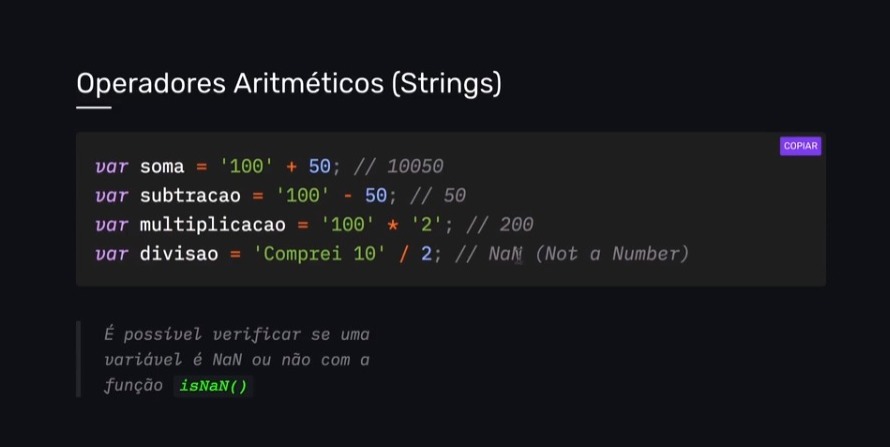 Operadores Aritméticos (Strings)
COPIAR
var soma = '100' + 50; // 10050
var subtracao = '100' - 50; // 50
var multiplicacao = '100' * '2'; // 200
var divisao = 'Comprei 10' / 2; // NaN (Not a Number)
É possível verificar se uma
variável é NaN ou não com a
função isNaN()